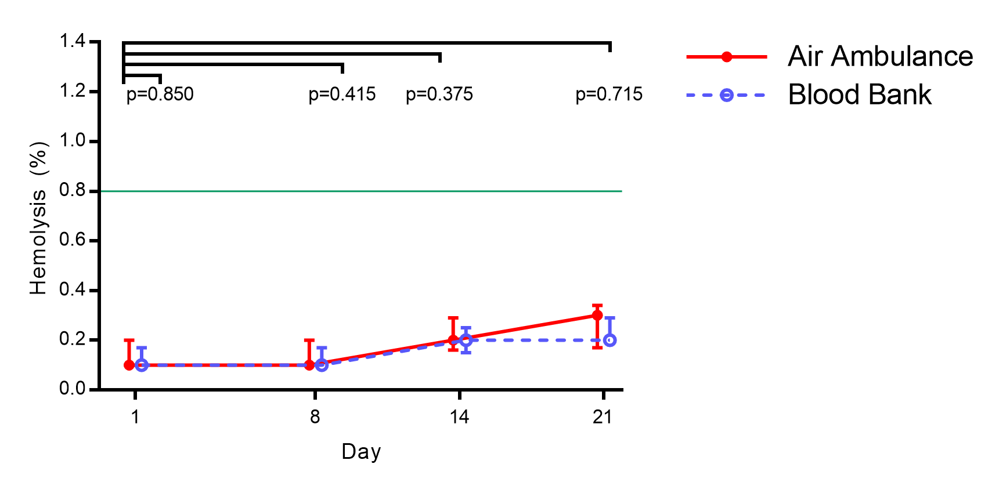 1.4
1.2
1.0
0.8
0.6
0.4
0.2
0.0
Hemolysis (%)
p=0.850 p=0.415 p=0.375 p=0.715
1 8 14 21
Day
Air Ambulance
Blood Bank